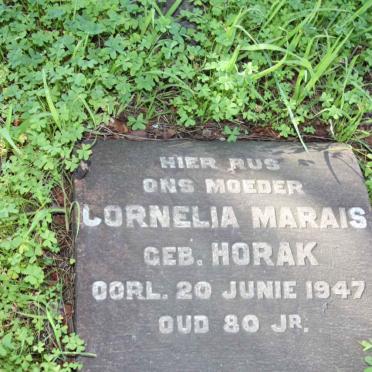 HIER RUS
ONS MOEDER
CORNELIA MARAIS
GEB. HORAK
OORL. 20 JUNIE 1947
OUD 80 JR.